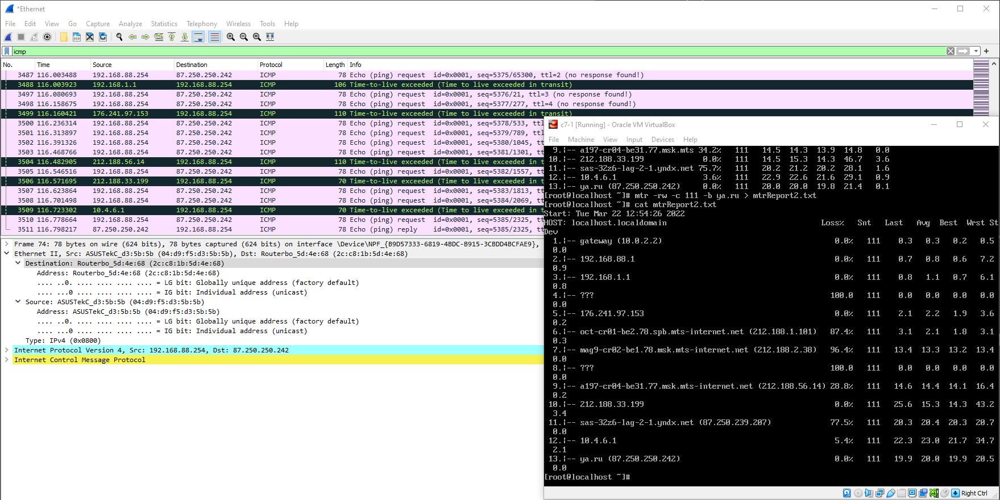 *Ethernet
File Edit View Go Capture Analyze Statistics Telephony Wireless Tools Help
icmp
No. Time Source Destination Protocol Length Info
3487 116.003488 192.168.88.254 87.250.250.242 ICMP 78 Echo (ping) request id=0x0001, seq=5375/65300, ttl=2 (no response found!)
3488 116.003923 192.168.1.1 192.168.88.254 ICMP 106 Time-to-live exceeded (Time to live exceeded in transit)
3497 116.080693 192.168.88.254 87.250.250.242 ICMP 78 Echo (ping) request id=0x0001, seq=5376/21, ttl=3 (no response found!)
3498 116.158675 192.168.88.254 87.250.250.242 ICMP 78 Echo (ping) request id=0x0001, seq=5377/277, ttl=4 (no response found!)
3499 116.160421 176.241.97.153 192.168.88.254 ICMP 110 Time-to-live exceeded (Time to live exceeded in transit)
3500 116.236314 192.168.88.254 87.250.250.242 ICMP 78 Echo (ping) request id=0x0001, seq=5378/533, tt
3501 116.313897 192.168.88.254 87.250.250.242 ICMP 78 Echo (ping) request id=0x0001, seq=5379/789, tt
3502 116.391326 192.168.88.254 87.250.250.242 ICMP 78 Echo (ping) request id=0x0001, seq=5380/1045, t
3503 116.468766 192.168.88.254 87.250.250.242 ICMP 78 Echo (ping) request id=0x0001, seq=5381/1301, t
3504 116.482905 212.188.56.14 192.168.88.254 ICMP 110 Time-to-live exceeded (Time to live exceeded in t
3505 116.546516 192.168.88.254 87.250.250.242 ICMP 78 Echo (ping) request id=0x0001, seq=5382/1557, t
3506 116.571695 212.188.33.199 192.168.88.254 ICMP 70 Time-to-live exceeded (Time to live exceeded in t
3507 116.623864 192.168.88.254 87.250.250.242 ICMP 78 Echo (ping) request id=0x0001, seq=5383/1813, t
3508 116.701498 192.168.88.254 87.250.250.242 ICMP 78 Echo (ping) request id=0x0001, seq=5384/2069, t
3509 116.723302 10.4.6.1 192.168.88.254 ICMP 70 Time-to-live exceeded (Time to live exceeded in t
3510 116.778664 192.168.88.254 87.250.250.242 ICMP 78 Echo (ping) request id=0x0001, seq=5385/2325, t
3511 116.798217 87.250.250.242 192.168.88.254 ICMP 78 Echo (ping) reply id=0x0001, seq=5385/2325, t
Frame 74: 78 bytes on wire (624 bits), 78 bytes captured (624 bits) on interface \Device\NPF_{B9D57333-6819-4BDC-B915-3CBDD4BCFAE9},
Ethernet II, Src: ASUSTekC_d3:5b:5b (04:d9:f5:d3:5b:5b), Dst: Routerbo_5d:4e:68 (2c:c8:1b:5d:4e:68)
Destination: Routerbo_5d:4e:68 (2c:c8:1b:5d:4e:68)
Address: Routerbo_5d:4e:68 (2c:c8:1b:5d:4e:68)
.... ..0. .... .... .... .... = LG bit: Globally unique address (factory default)
.... ...0 .... .... .... .... = IG bit: Individual address (unicast)
Source: ASUSTekC_d3:5b:5b (04:d9:f5:d3:5b:5b)
Address: ASUSTekC_d3:5b:5b (04:d9:f5:d3:5b:5b)
.... ..0. .... .... .... .... = LG bit: Globally unique address (factory default)
.... ...0 .... .... .... .... = IG bit: Individual address (unicast)
Type: IPv4 (0x0800)
Internet Protocol Version 4, Src: 192.168.88.254, Dst: 87.250.250.242
Internet Control Message Protocol
c7-1 [Running] - Oracle VM VirtualBox
File Machine View Input Devices Help
9.|-- a197-cr04-be31.77.msk.mts 34.2% 111 14.5 14.3 13.9 14.8 0.0
10.|-- 212.188.33.199 0.0% 111 14.5 15.3 14.3 46.7 3.6
11.|-- sas-32z6-lag-2-1.yndx.net 75.7% 111 20.2 21.2 20.2 28.1 1.6
12.|-- 10.4.6.1 3.6% 111 22.9 22.6 21.6 29.1 0.9
13.|-- ya.ru (87.250.250.242) 0.0% 111 20.0 20.0 19.8 21.4 0.1
[root@localhost ~]# mtr -rw -c 111 -b ya.ru > mtrReport2.txt
[root@localhost ~]# cat mtrReport2.txt
Start: Tue Mar 22 12:54:26 2022
HOST: localhost.localdomain Loss% Snt Last Avg Best Wrst St
Dev
1.|-- gateway (10.0.2.2) 0.0% 111 0.3 0.3 0.2 0.5
0.0
2.|-- 192.168.88.1 0.0% 111 0.7 0.8 0.6 7.2
0.9
3.|-- 192.168.1.1 0.0% 111 0.8 1.1 0.7 6.1
0.8
4.|-- ??? 100.0 111 0.0 0.0 0.0 0.0
0.0
5.|-- 176.241.97.153 0.0% 111 2.1 2.2 1.9 3.6
0.2
6.|-- oct-cr01-be2.78.spb.mts-internet.net (212.188.1.101) 87.4% 111 3.1 2.1 1.8 3.1
0.3
7.|-- mag9-cr02-be1.78.msk.mts-internet.net (212.188.2.38) 96.4% 111 13.4 13.3 13.2 13.4
0.0
8.|-- ??? 100.0 111 0.0 0.0 0.0 0.0
0.0
9.|-- a197-cr04-be31.77.msk.mts-internet.net (212.188.56.14) 28.8% 111 14.6 14.4 14.1 16.4
0.2
10.|-- 212.188.33.199 0.0% 111 25.6 15.3 14.3 43.2
3.4
11.|-- sas-32z6-lag-2-1.yndx.net (87.250.239.207) 77.5% 111 20.3 20.4 20.3 20.7
0.0
12.|-- 10.4.6.1 5.4% 111 22.3 23.0 21.7 34.7
2.1
13.|-- ya.ru (87.250.250.242) 0.0% 111 19.9 20.0 19.9 20.5
0.0
[root@localhost ~]#
Right Ctrl